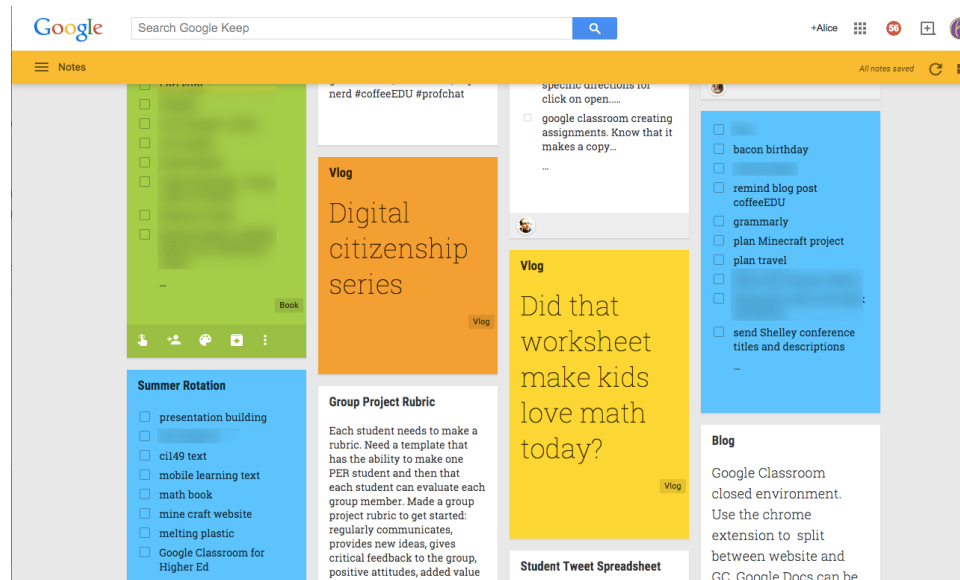 Google
Search Google Keep
+Alice
56
Notes
All notes saved
...
Book
Summer Rotation
presentation building
ci149 text
mobile learning text
math book
mine craft website
melting plastic
Google Classroom for
Higher Ed
nerd #coffeeEDU #profchat
Vlog
Digital
citizenship
series
Vlog
Group Project Rubric
Each student needs to make a
rubric. Need a template that
has the ability to make one
PER student and then that
each student can evaluate each
group member. Made a group
project rubric to get started:
regularly communicates,
provides new ideas, gives
critical feedback to the group,
positive attitudes, added value
specific directions for
click on open.....
google classroom creating
assignments. Know that it
makes a copy...
...
Vlog
Did that
worksheet
make kids
love math
today?
Vlog
Student Tweet Spreadsheet
bacon birthday
remind blog post
coffeeEDU
grammarly
plan Minecraft project
plan travel
send Shelley conference
titles and descriptions
...
Blog
Google Classroom
closed environment.
Use the chrome
extension to split
between website and
GC. Google Docs can be